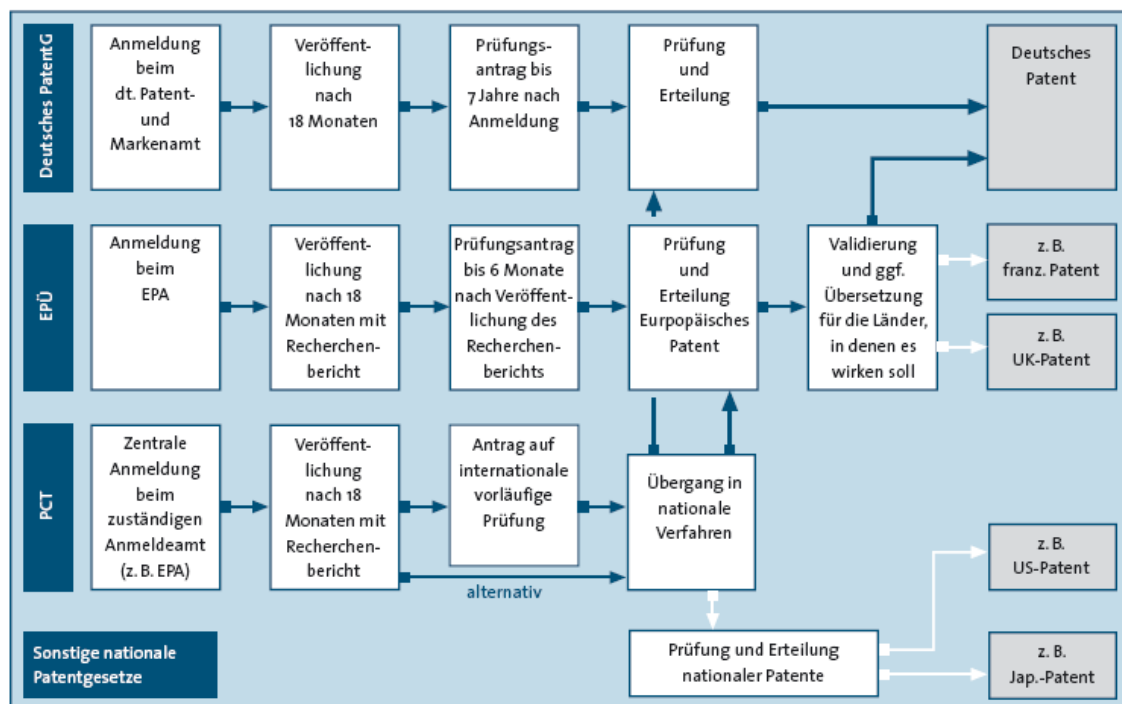 Deutsches PatentG
Anmeldung
beim
dt. Patent-
und
Markenamt
Veröffent-
lichung
nach
18 Monaten
Prüfungs-
antrag bis
7 Jahre nach
Anmeldung
Prüfung
und
Erteilung
Deutsches
Patent
EPÜ
Anmeldung
beim
EPA
Veröffent-
lichung
nach 18
Monaten mit
Recherchen-
bericht
Prüfungsantrag
bis 6 Monate
nach Veröffent-
lichung des
Recherchen-
berichts
Prüfung
und
Erteilung
Eurpopäisches
Patent
Validierung
und ggf.
Übersetzung
für die Länder,
in denen es
wirken soll
z. B.
franz. Patent
z. B.
UK-Patent
PCT
Zentrale
Anmeldung
beim
zuständigen
Anmeldeamt
(z. B. EPA)
Veröffent-
lichung
nach 18
Monaten mit
Recherchen-
bericht
Antrag auf
internationale
vorläufige
Prüfung
alternativ
Übergang in
nationale
Verfahren
z. B.
US-Patent
Sonstige nationale
Patentgesetze
Prüfung und Erteilung
nationaler Patente
z. B.
Jap.-Patent